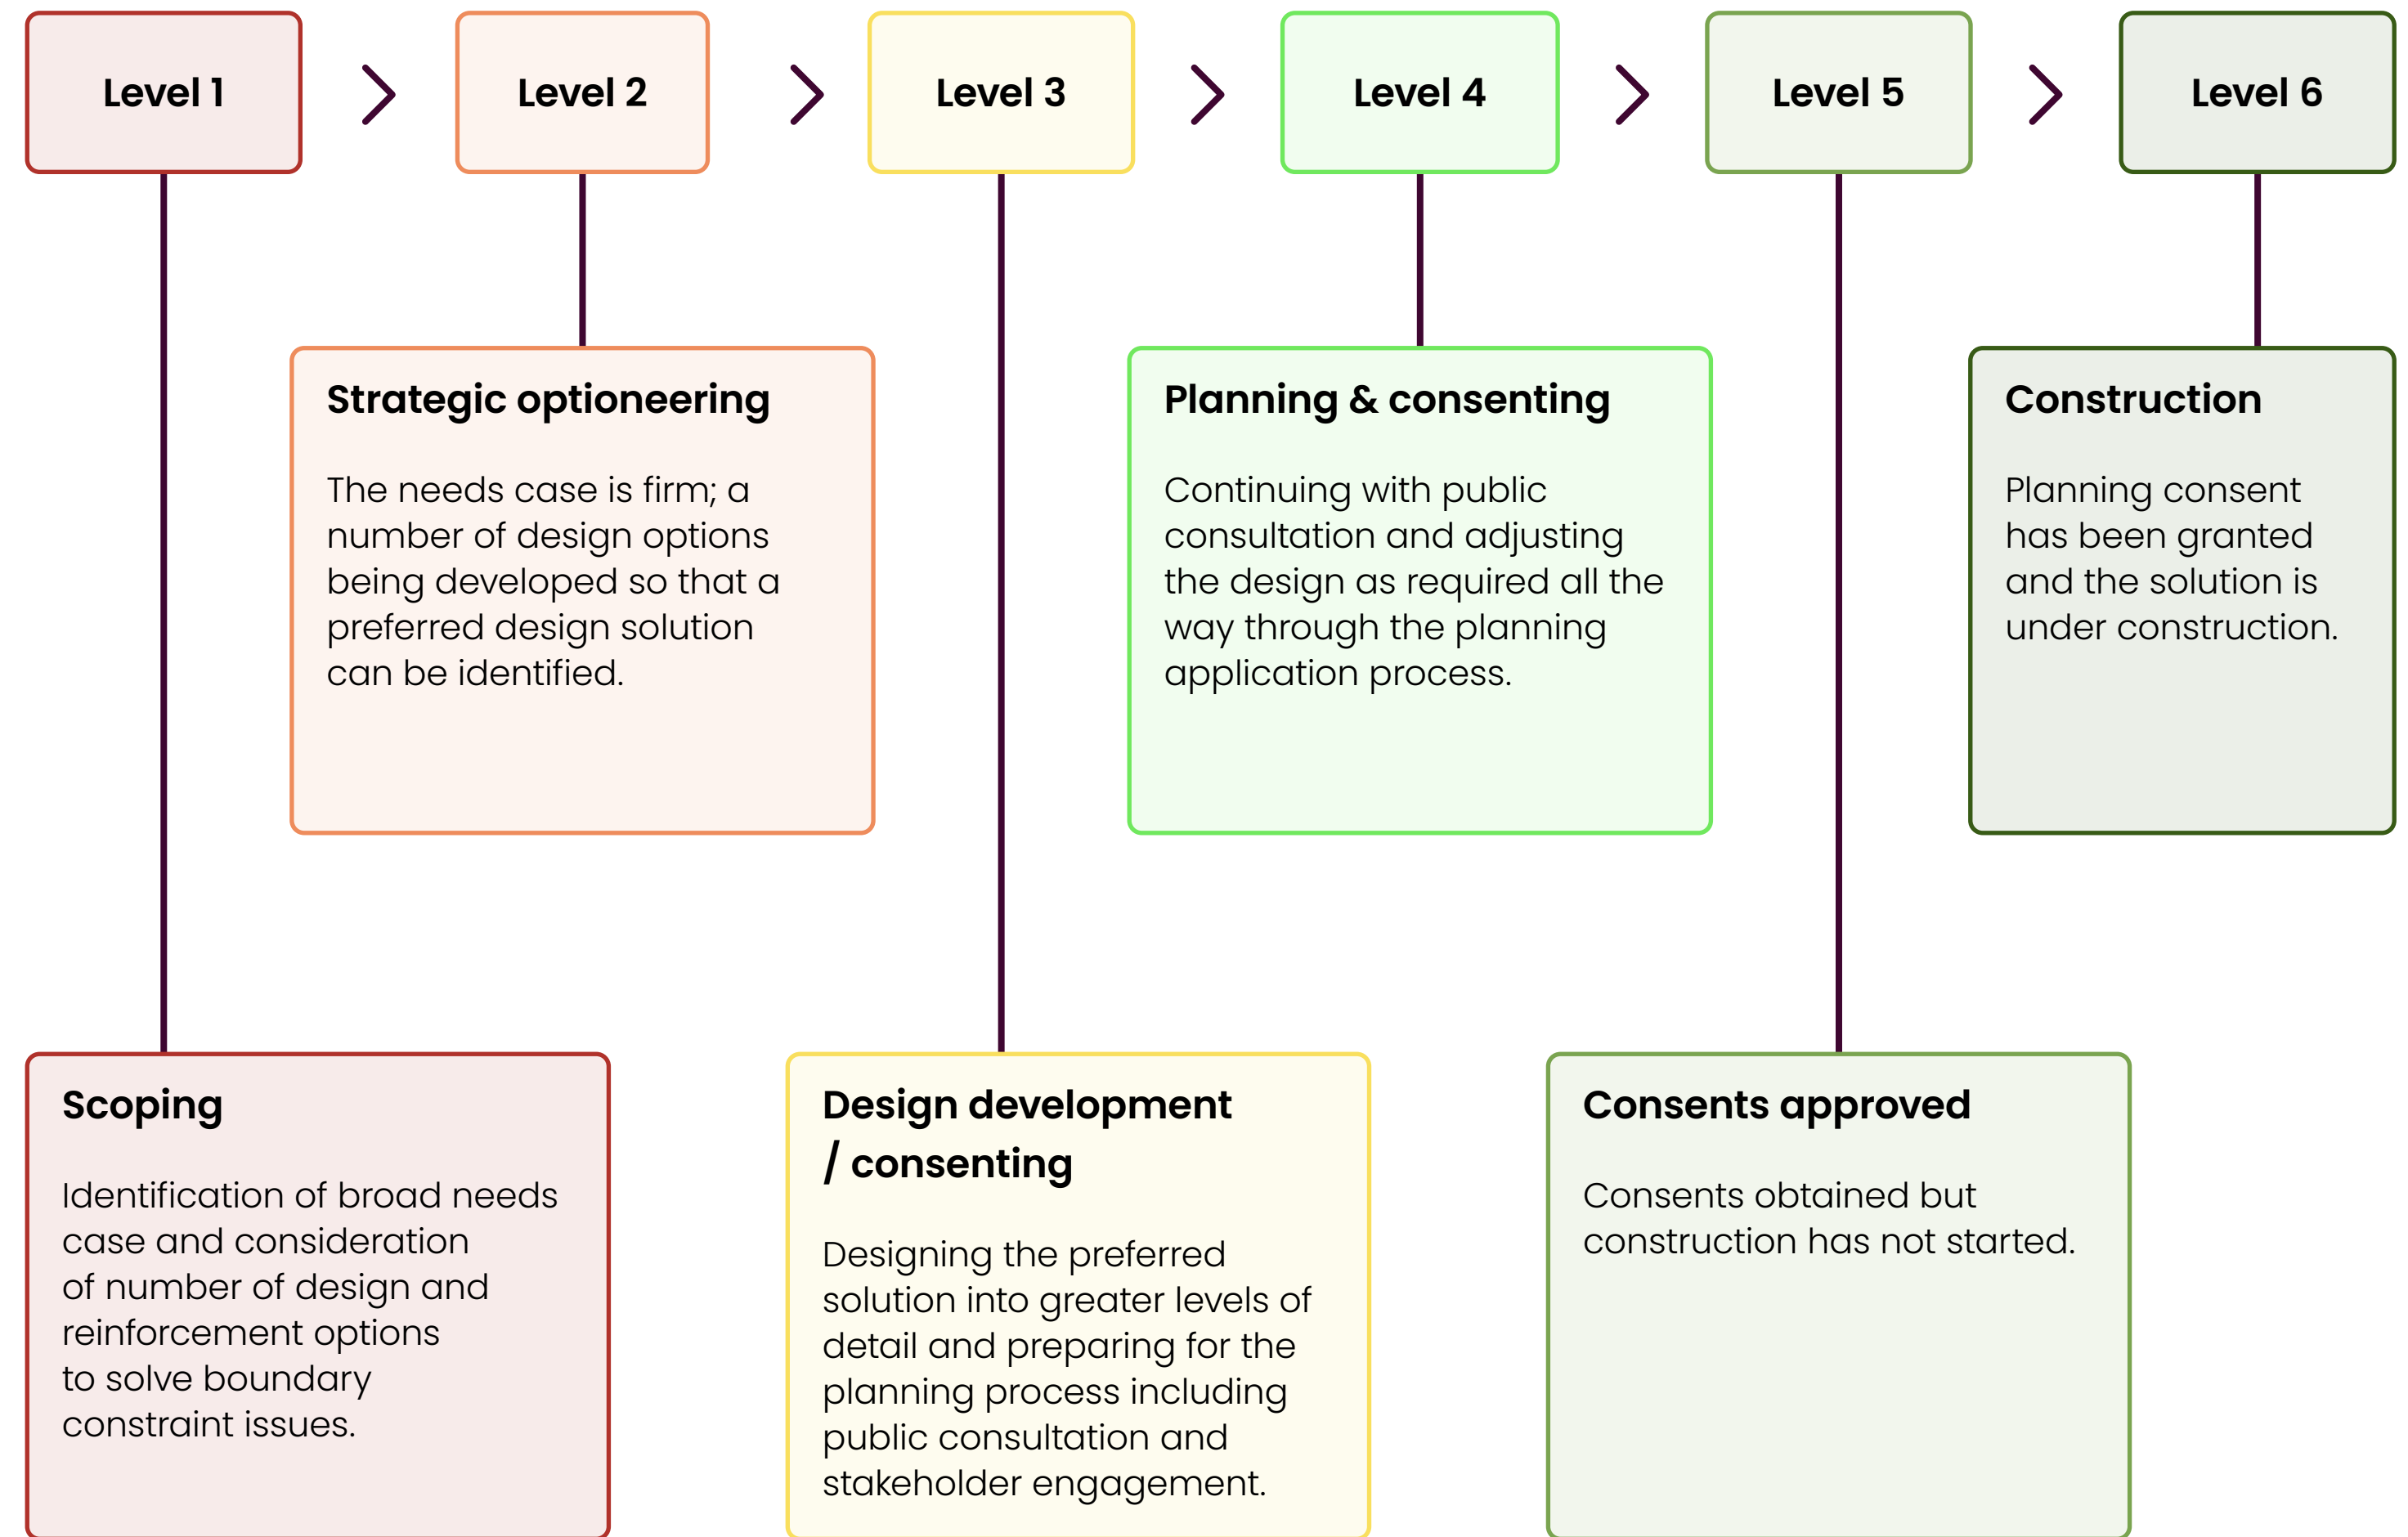 Level 1
Level 2
Level 3
Level 4
Level 5
Level 6
Strategic optioneering
The needs case is firm; a
number of design options
being developed so that a
preferred design solution
can be identified.
Planning & consenting
Continuing with public
consultation and adjusting
the design as required all the
way through the planning
application process.
Construction
Planning consent
has been granted
and the solution is
under construction.
Scoping
Identification of broad needs
case and consideration
of number of design and
reinforcement options
to solve boundary
constraint issues.
Design development
/ consenting
Designing the preferred
solution into greater levels of
detail and preparing for the
planning process including
public consultation and
stakeholder engagement.
Consents approved
Consents obtained but
construction has not started.